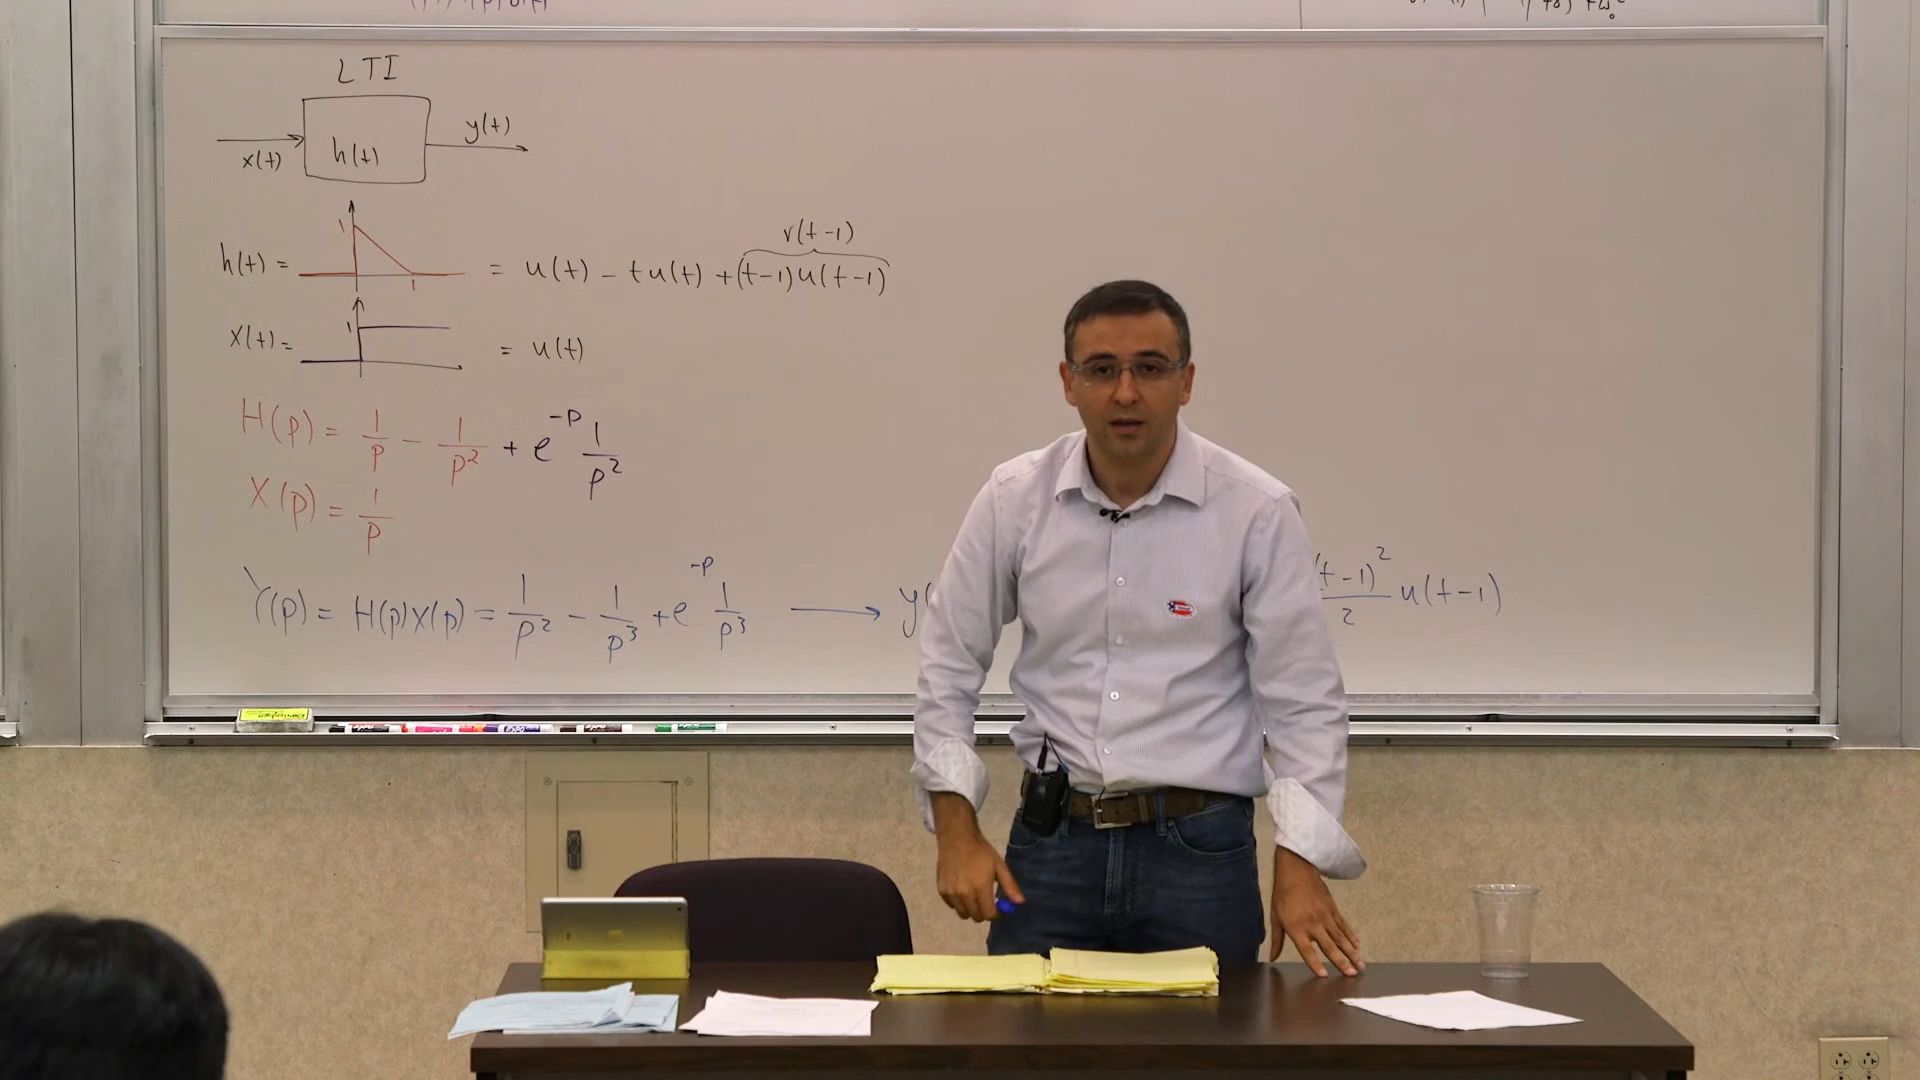 LTI
x(t) h(t) y(t)
r(t-1)
h(t) = 1 1 = u(t) - tu(t) + (t-1)u(t-1)
x(t) = 1 = u(t)
H(p) = 1/p - 1/p² + e^-p 1/p²
X(p) = 1/p
Y(p) = H(p)X(p) = 1/p² - 1/p³ + e^-p 1/p³ → y( (t-1)²/2 u(t-1)